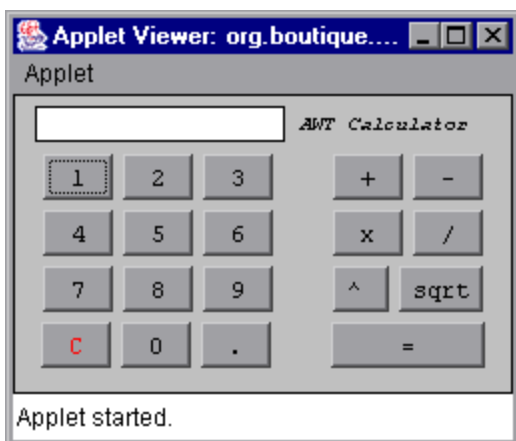 Applet Viewer: org.boutique....
Applet
AWT Calculator
1 2 3 + -
4 5 6 x /
7 8 9 ^ sqrt
C 0 . =
Applet started.